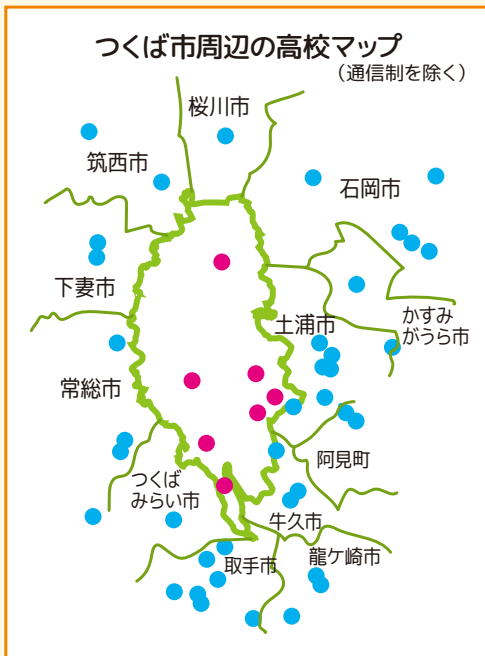 つくば市周辺の高校マップ
（通信制を除く）
桜川市
筑西市
石岡市
下妻市
土浦市
かすみ
がうら市
常総市
阿見町
つくば
みらい市
牛久市
取手市
龍ケ崎市